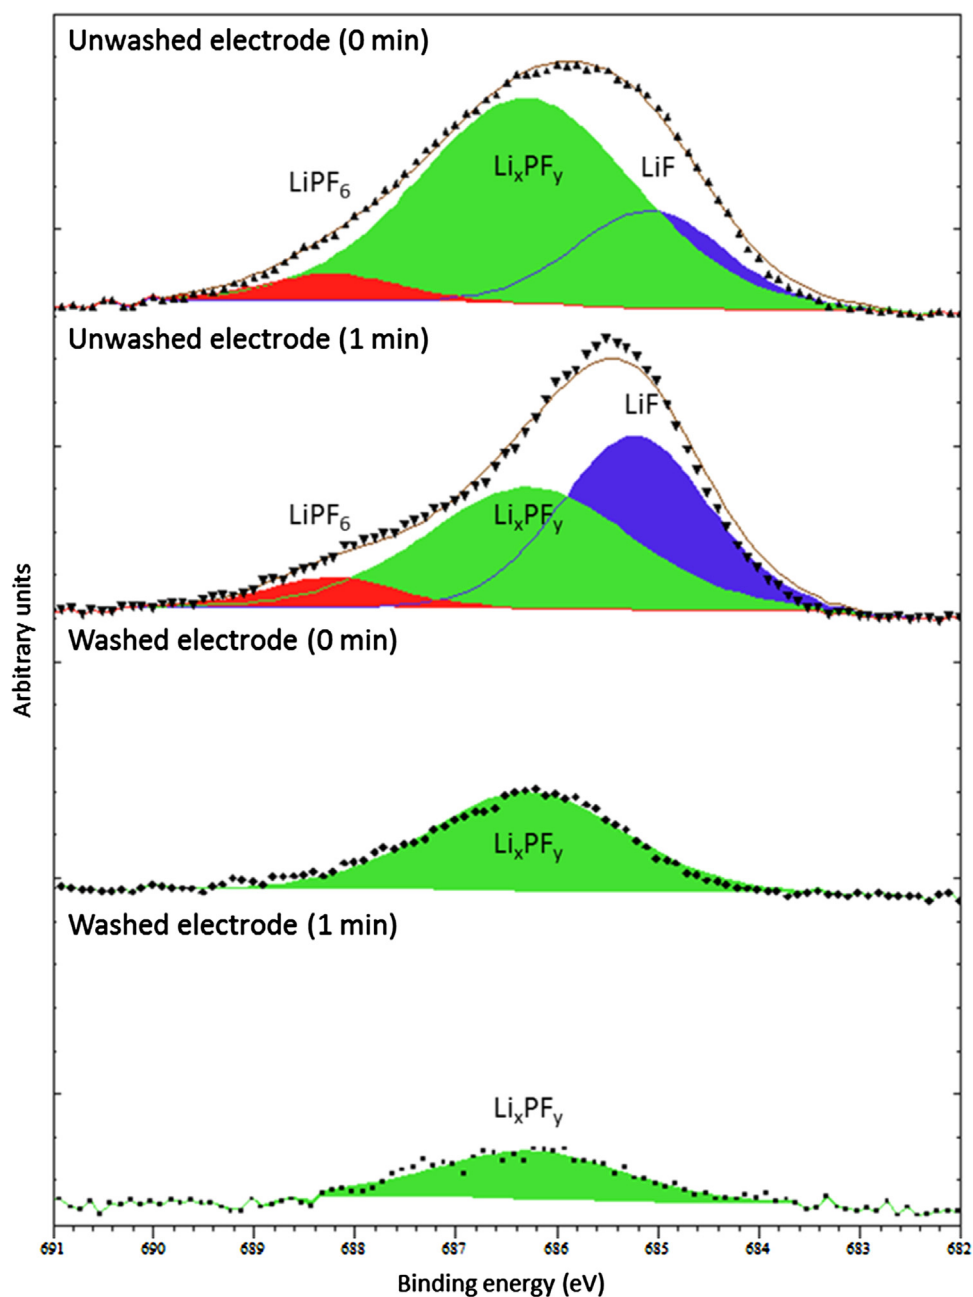 Unwashed electrode (0 min)
LiPF6
LixPFy
LiF
Unwashed electrode (1 min)
LiF
LiPF6
LixPFy
Arbitrary units
Washed electrode (0 min)
LixPFy
Washed electrode (1 min)
LixPFy
691 690 689 688 687 686 685 684 683 682
Binding energy (eV)